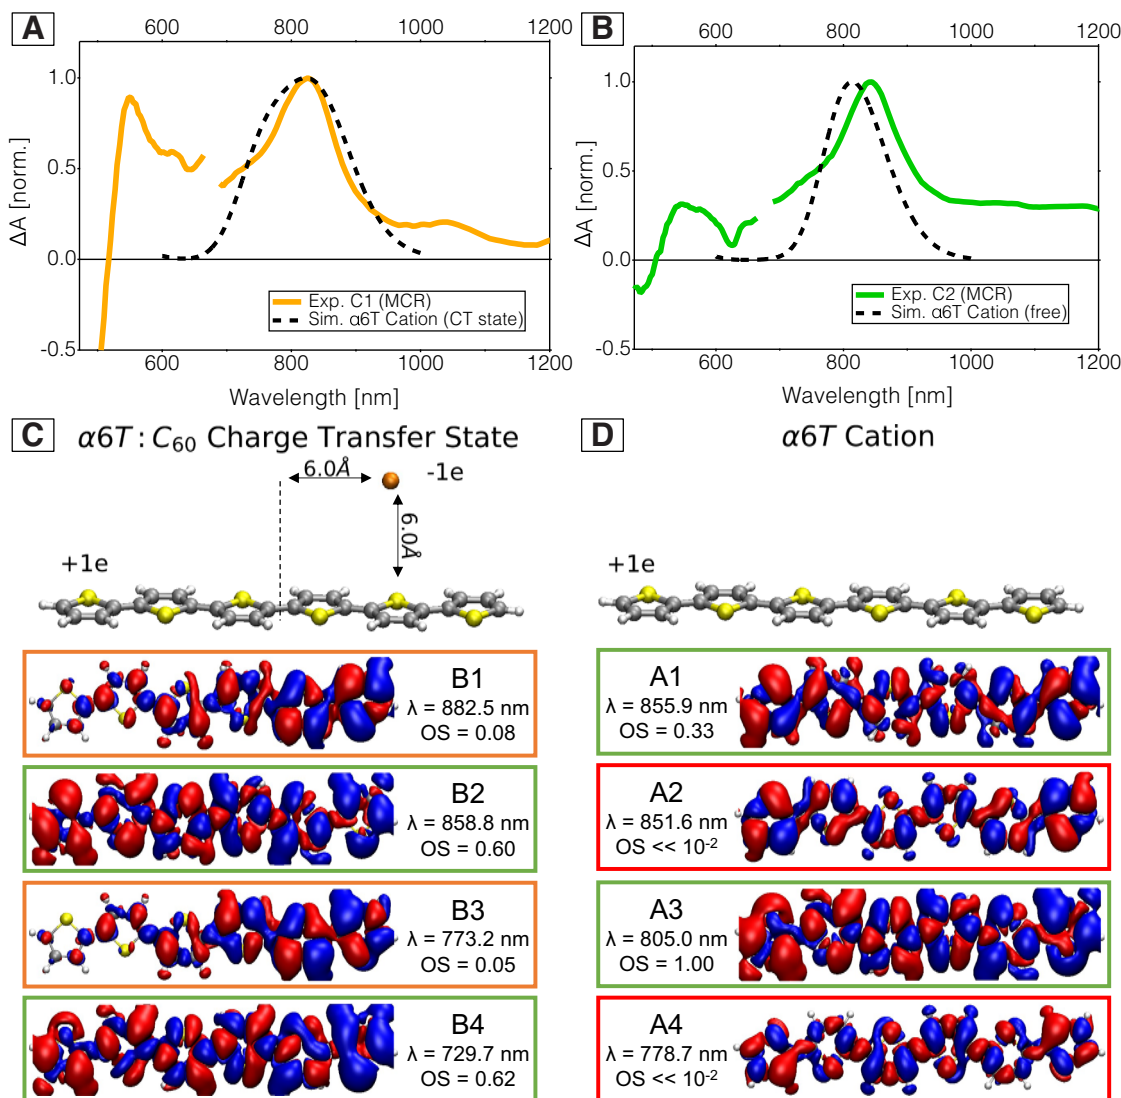 A
600 800 1000 1200
1.0
0.5
0.0
-0.5
ΔA [norm.]
Exp. C1 (MCR)
Sim. α6T Cation (CT state)
600 800 1000 1200
Wavelength [nm]
B
600 800 1000 1200
1.0
0.5
0.0
-0.5
ΔA [norm.]
Exp. C2 (MCR)
Sim. α6T Cation (free)
600 800 1000 1200
Wavelength [nm]
C
α6T : C₆₀ Charge Transfer State
6.0Å
-1e
6.0Å
+1e
B1
λ = 882.5 nm
OS = 0.08
B2
λ = 858.8 nm
OS = 0.60
B3
λ = 773.2 nm
OS = 0.05
B4
λ = 729.7 nm
OS = 0.62
D
α6T Cation
+1e
A1
λ = 855.9 nm
OS = 0.33
A2
λ = 851.6 nm
OS << 10⁻²
A3
λ = 805.0 nm
OS = 1.00
A4
λ = 778.7 nm
OS << 10⁻²